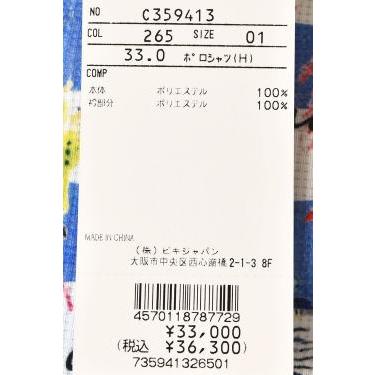 NO C359413
COL 265 SIZE 01
33.0 ポロシャツ(H)
COMP
本体 ポリエステル 100%
衿部分 ポリエステル 100%
MADE IN CHINA
(株)ビキジャパン
大阪市中央区西心斎橋2-1-3 8F
4570118787729
¥33,000
(税込 ¥36,300)
735941326501